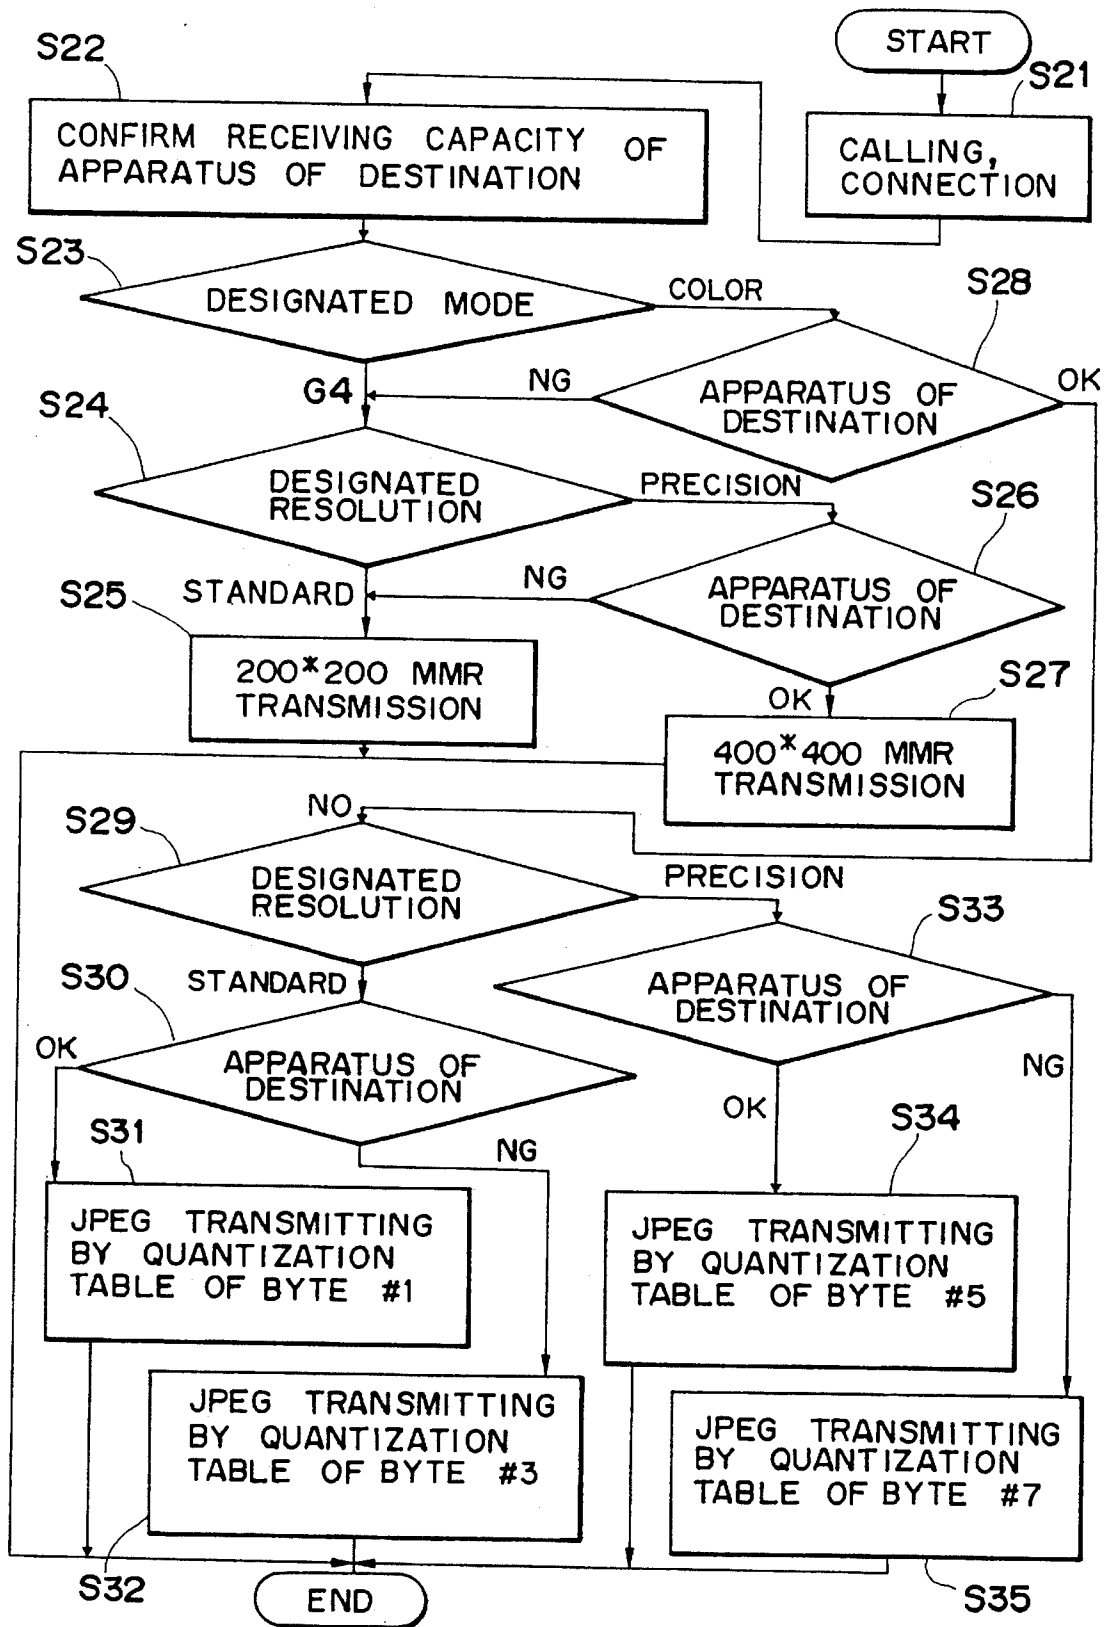 START
S21
CALLING,
CONNECTION
S22
CONFIRM RECEIVING CAPACITY OF
APPARATUS OF DESTINATION
S23
DESIGNATED MODE
COLOR
S28
APPARATUS OF
DESTINATION
NG
OK
G4
S24
DESIGNATED
RESOLUTION
PRECISION
S26
APPARATUS OF
DESTINATION
NG
STANDARD
S25
200*200 MMR
TRANSMISSION
OK
S27
400*400 MMR
TRANSMISSION
NO
S29
DESIGNATED
RESOLUTION
PRECISION
S33
APPARATUS OF
DESTINATION
STANDARD
S30
APPARATUS OF
DESTINATION
OK
NG
OK
NG
S31
JPEG TRANSMITTING
BY QUANTIZATION
TABLE OF BYTE #1
S34
JPEG TRANSMITTING
BY QUANTIZATION
TABLE OF BYTE #5
JPEG TRANSMITTING
BY QUANTIZATION
TABLE OF BYTE #3
S32
JPEG TRANSMITTING
BY QUANTIZATION
TABLE OF BYTE #7
S35
END